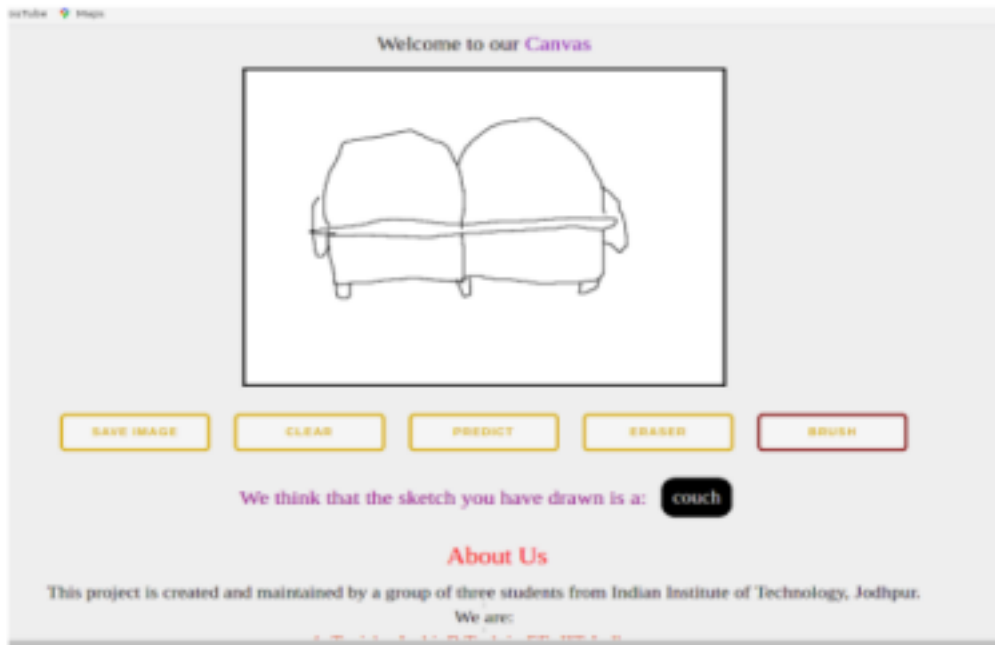 Maps
Welcome to our Canvas
SAVE IMAGE CLEAR PREDICT ERASER BRUSH
We think that the sketch you have drawn is a: couch
About Us
This project is created and maintained by a group of three students from Indian Institute of Technology, Jodhpur.
We are: